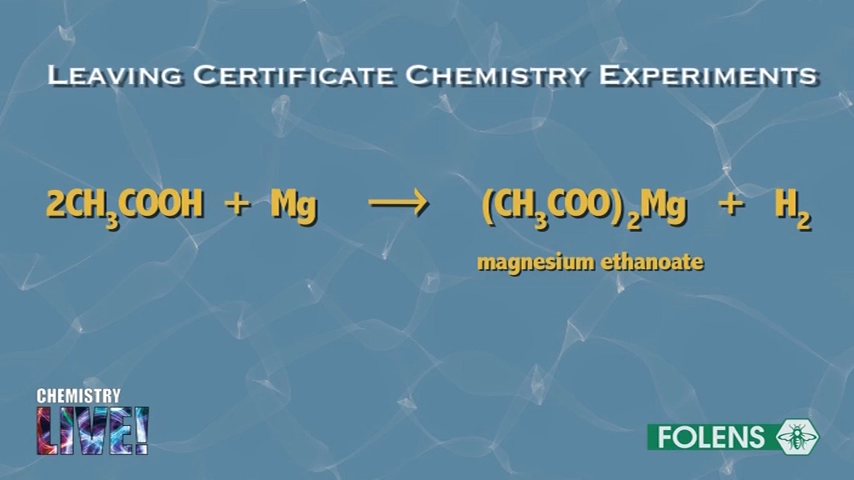 LEAVING CERTIFICATE CHEMISTRY EXPERIMENTS
2CH₃COOH + Mg ⟶ (CH₃COO)₂Mg + H₂
magnesium ethanoate
CHEMISTRY
LIVE!
FOLENS